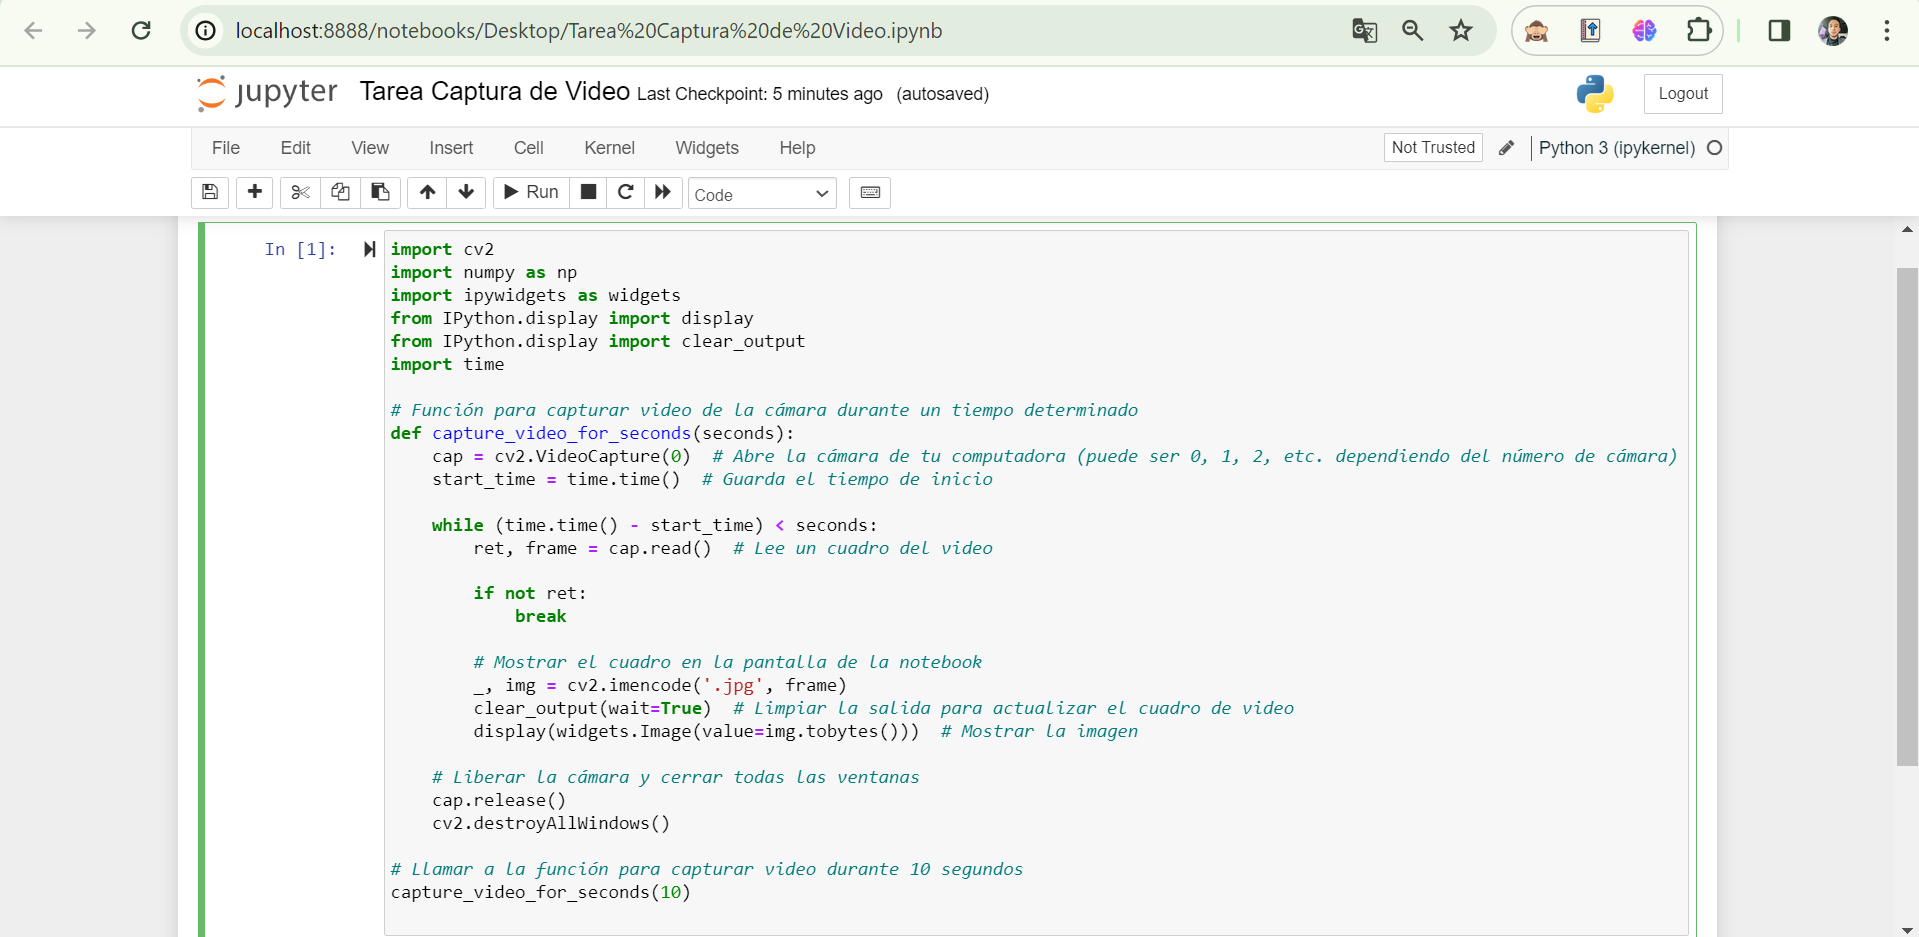 localhost:8888/notebooks/Desktop/Tarea%20Captura%20de%20Video.ipynb
jupyter Tarea Captura de Video Last Checkpoint: 5 minutes ago (autosaved)
Logout
File Edit View Insert Cell Kernel Widgets Help
Not Trusted
Python 3 (ipykernel)
Run
Code
In [1]:
import cv2
import numpy as np
import ipywidgets as widgets
from IPython.display import display
from IPython.display import clear_output
import time
# Función para capturar video de la cámara durante un tiempo determinado
def capture_video_for_seconds(seconds):
cap = cv2.VideoCapture(0)  # Abre la cámara de tu computadora (puede ser 0, 1, 2, etc. dependiendo del número de cámara)
start_time = time.time()  # Guarda el tiempo de inicio
while (time.time() - start_time) < seconds:
ret, frame = cap.read()  # Lee un cuadro del video
if not ret:
break
# Mostrar el cuadro en la pantalla de la notebook
_, img = cv2.imencode('.jpg', frame)
clear_output(wait=True)  # Limpiar la salida para actualizar el cuadro de video
display(widgets.Image(value=img.tobytes()))  # Mostrar la imagen
# Liberar la cámara y cerrar todas las ventanas
cap.release()
cv2.destroyAllWindows()
# Llamar a la función para capturar video durante 10 segundos
capture_video_for_seconds(10)